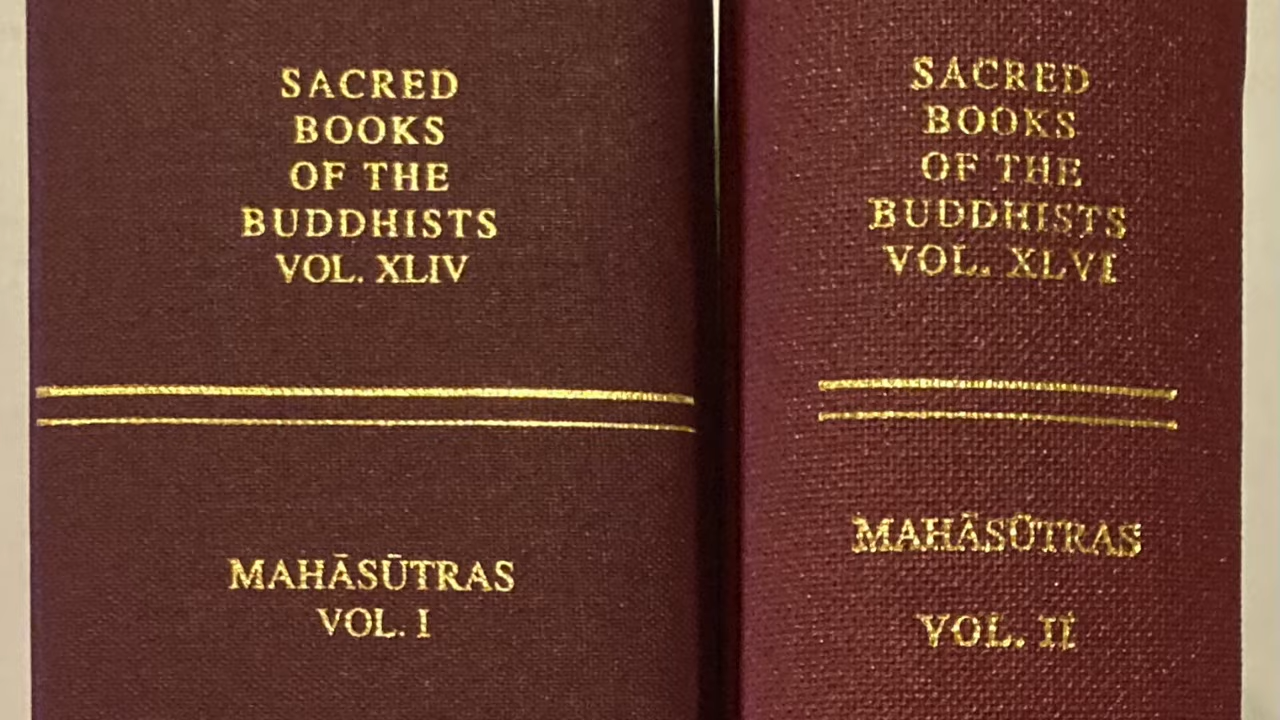 SACRED
BOOKS
OF THE
BUDDHISTS
VOL. XLIV
MAHĀSŪTRAS
VOL. I
SACRED
BOOKS
OF THE
BUDDHISTS
VOL. XLVI
MAHĀSŪTRAS
VOL. II